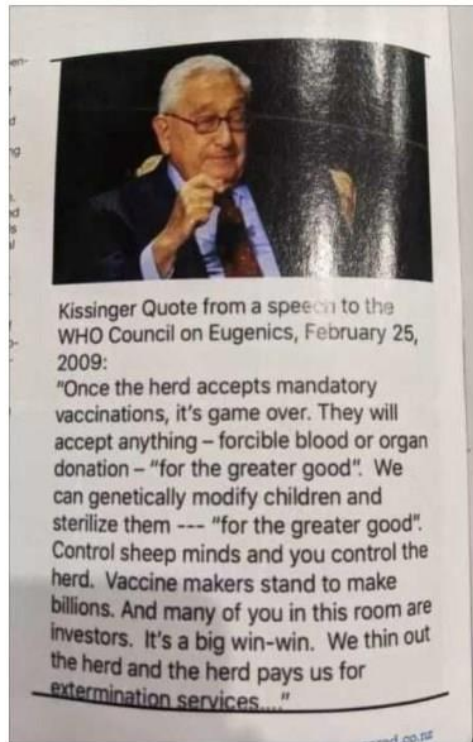 Kissinger Quote from a speech to the
WHO Council on Eugenics, February 25,
2009:
"Once the herd accepts mandatory
vaccinations, it's game over. They will
accept anything – forcible blood or organ
donation – "for the greater good". We
can genetically modify children and
sterilize them --- "for the greater good".
Control sheep minds and you control the
herd. Vaccine makers stand to make
billions. And many of you in this room are
investors. It's a big win-win. We thin out
the herd and the herd pays us for
extermination services...."